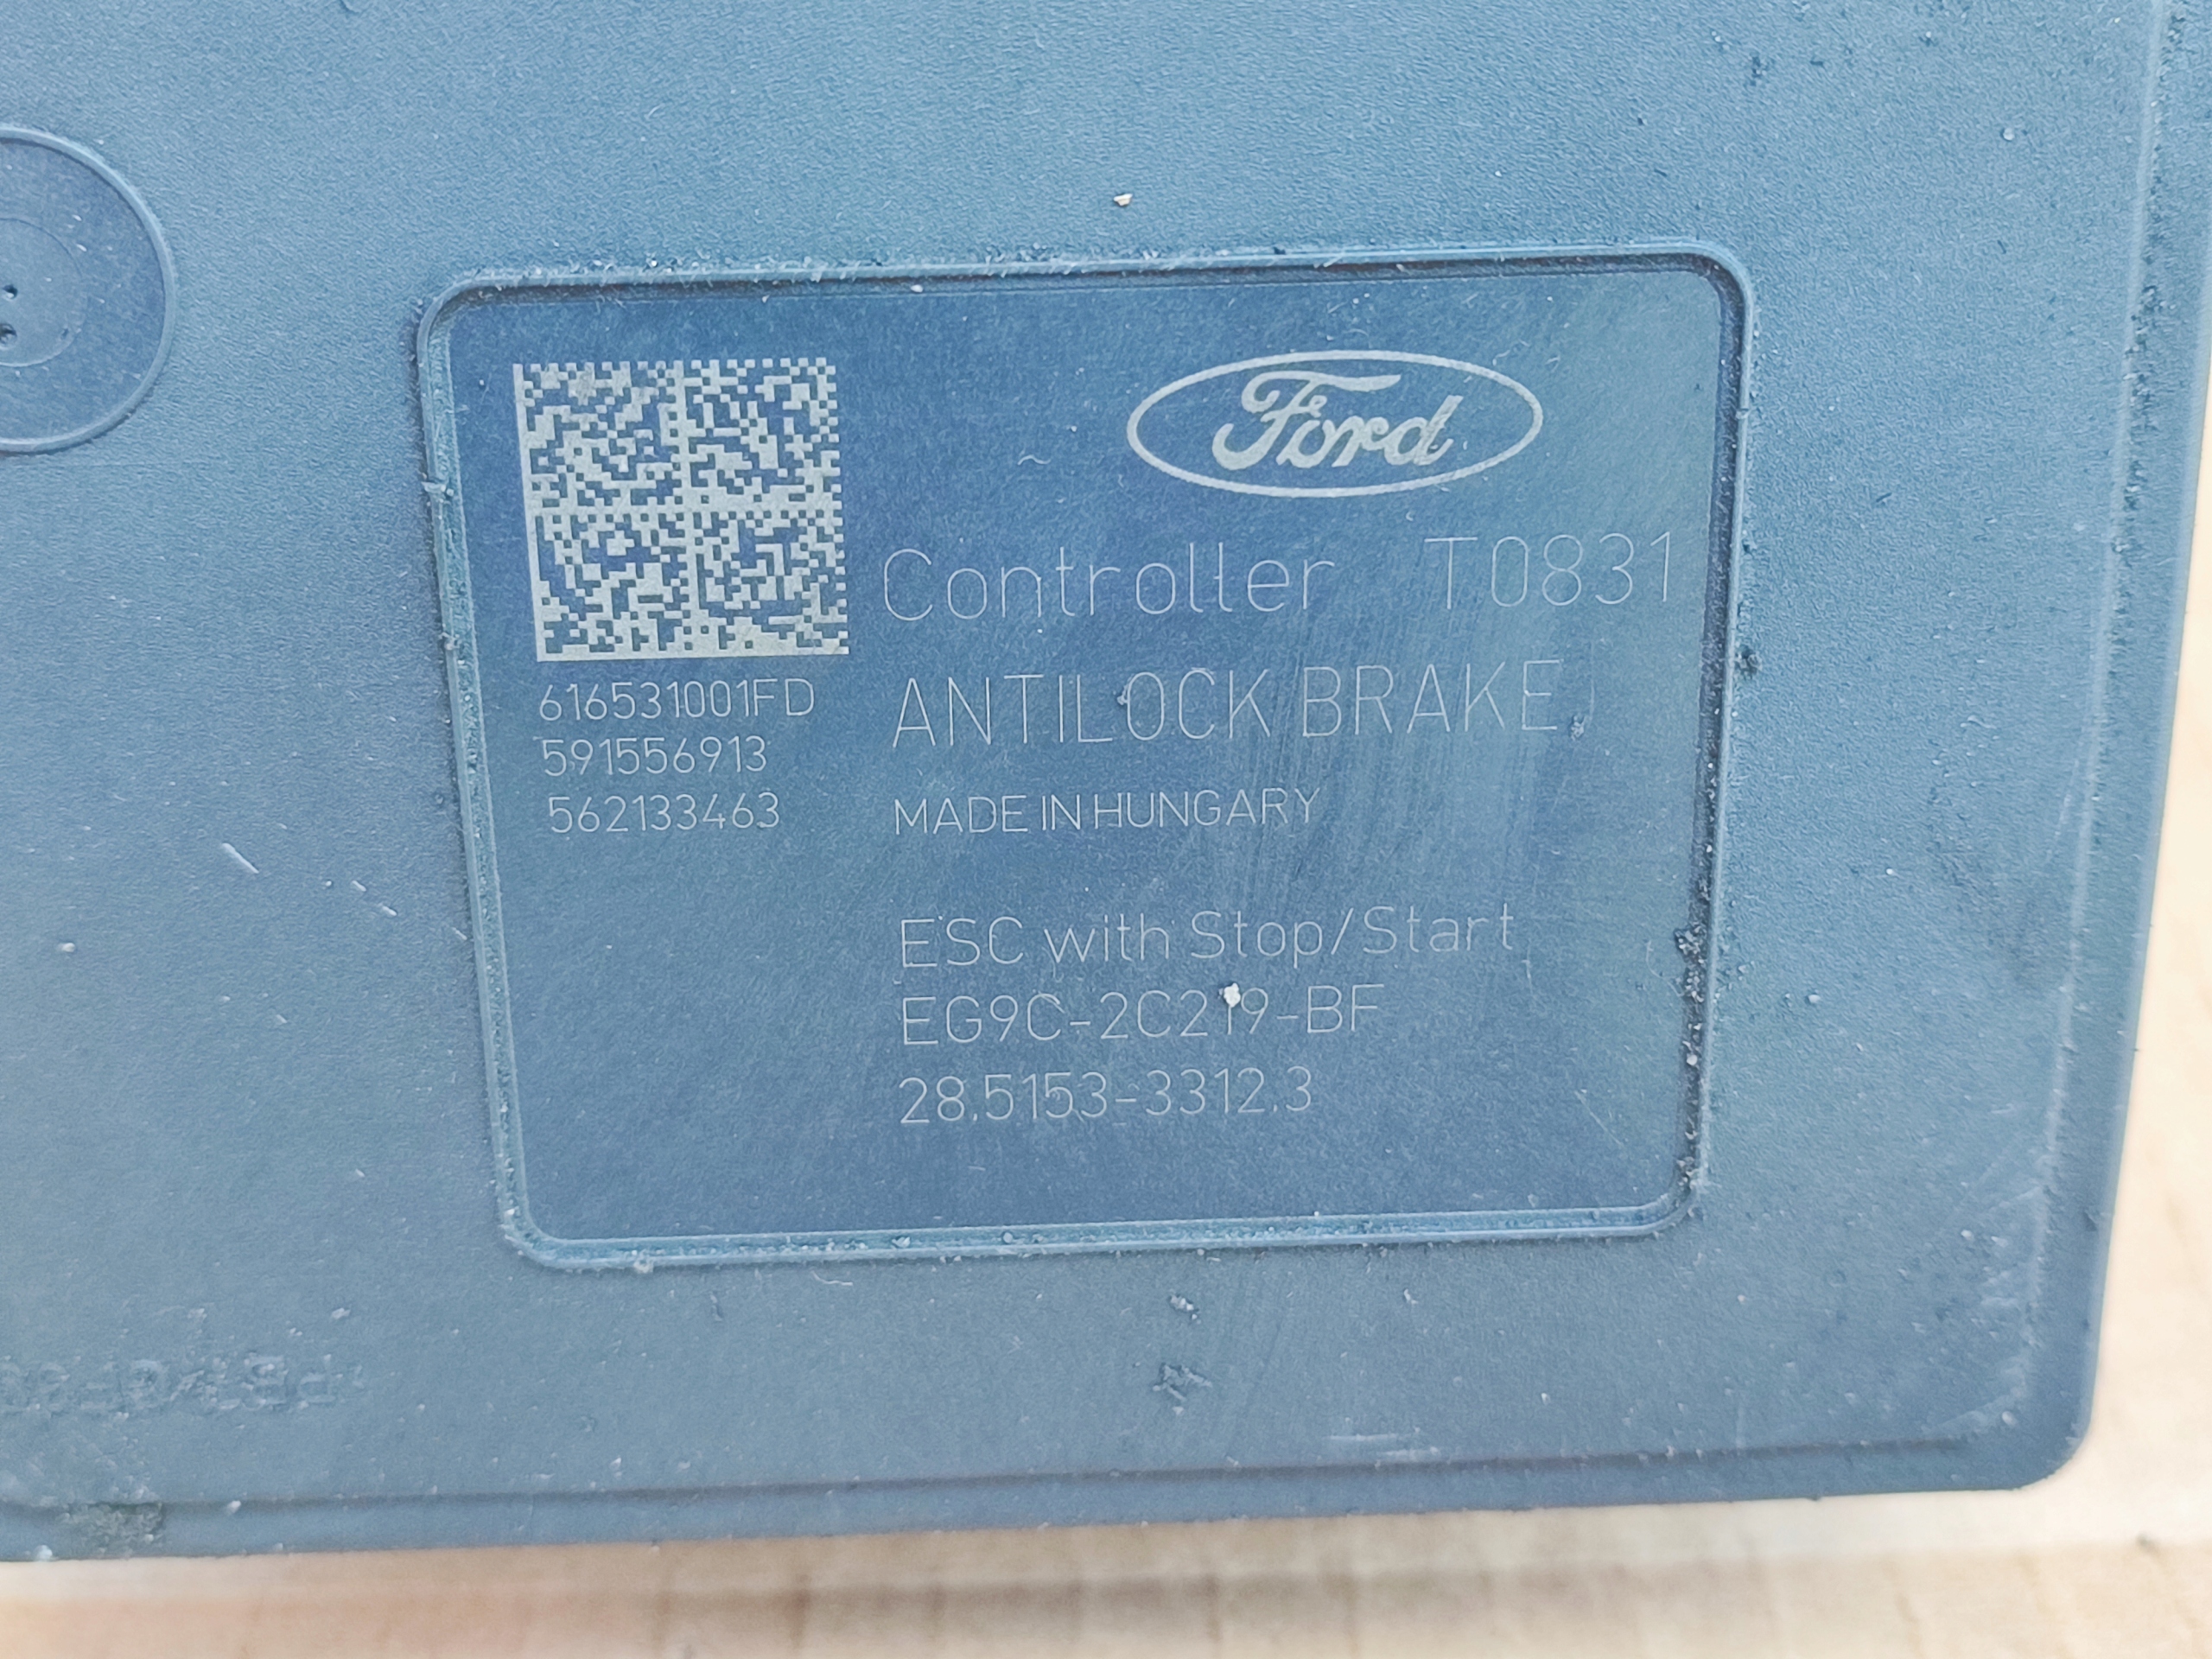 Ford
Controller T0831
ANTILOCK BRAKE,
MADE IN HUNGARY
616531001FD
591556913
562133463
ESC with Stop/Start
EG9C-2C219-BF
28.5153-3312.3